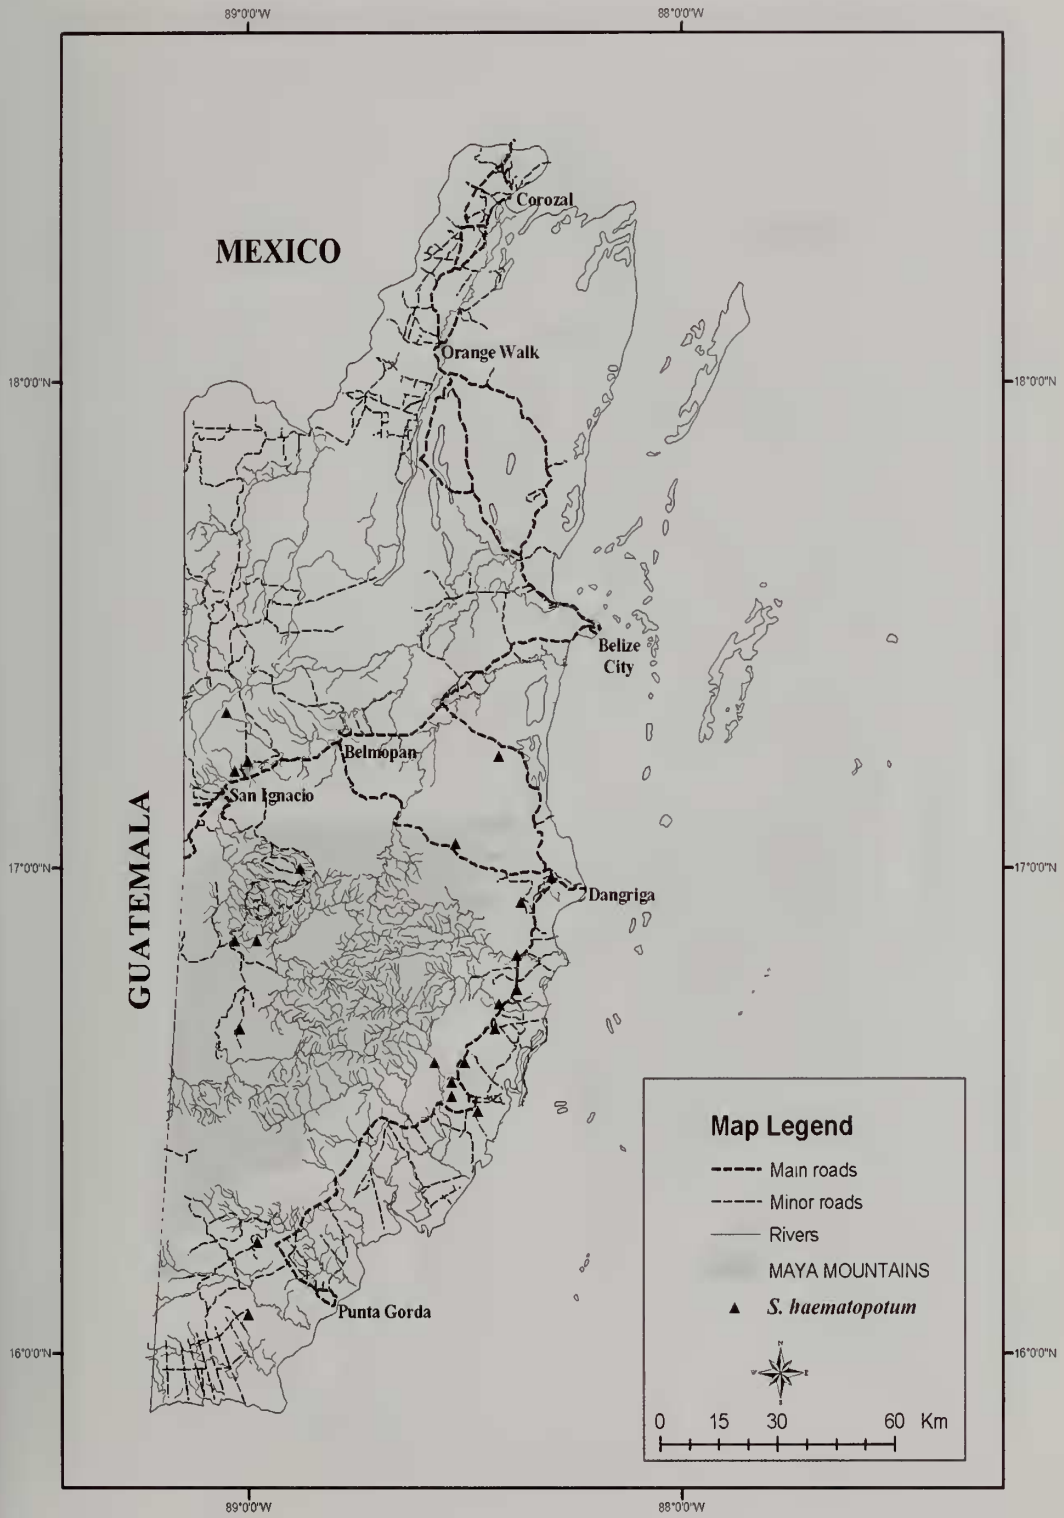 89°0'0"W
88°0'0"W
MEXICO
Corozal
Orange Walk
18°0'0"N
18°0'0"N
Belize
City
Belmopan
San Ignacio
GUATEMALA
17°0'0"N
17°0'0"N
Dangriga
Map Legend
Main roads
Minor roads
Rivers
MAYA MOUNTAINS
S. haematopotum
Punta Gorda
16°0'0"N
16°0'0"N
N
W
E
S
0 15 30 60 Km
89°0'0"W
88°0'0"W